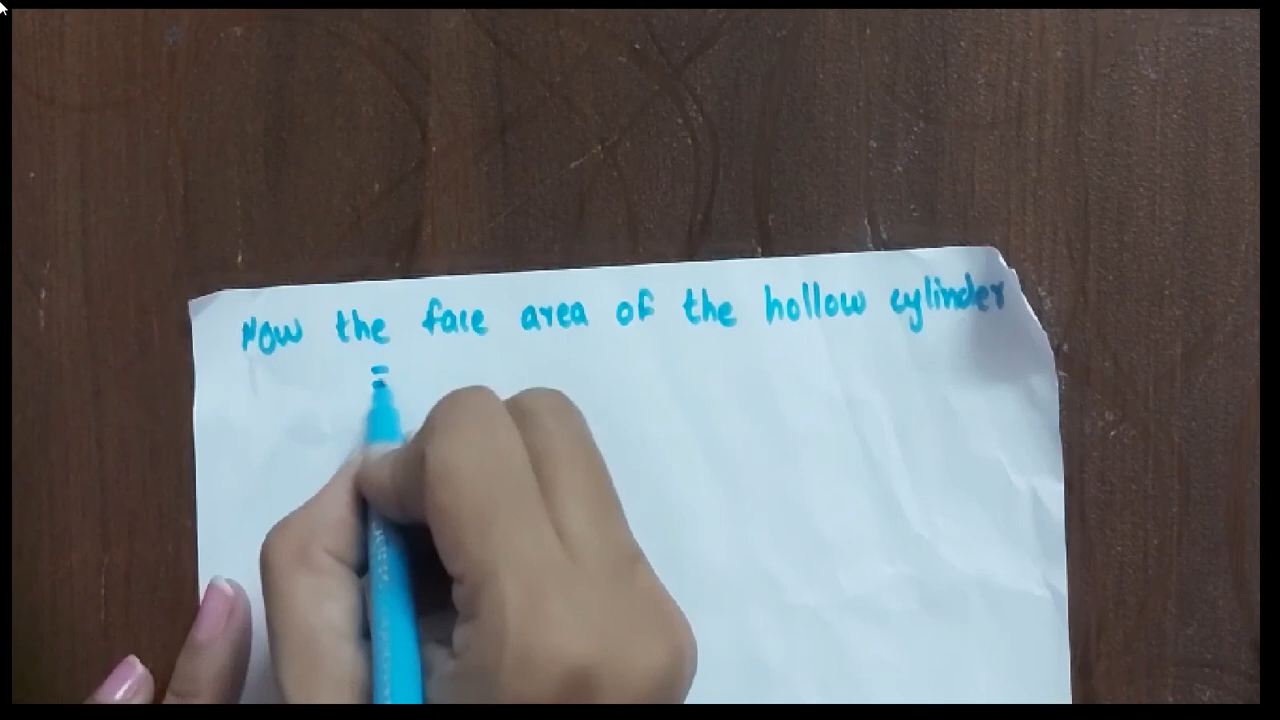 Now the face area of the hollow cylinder
=